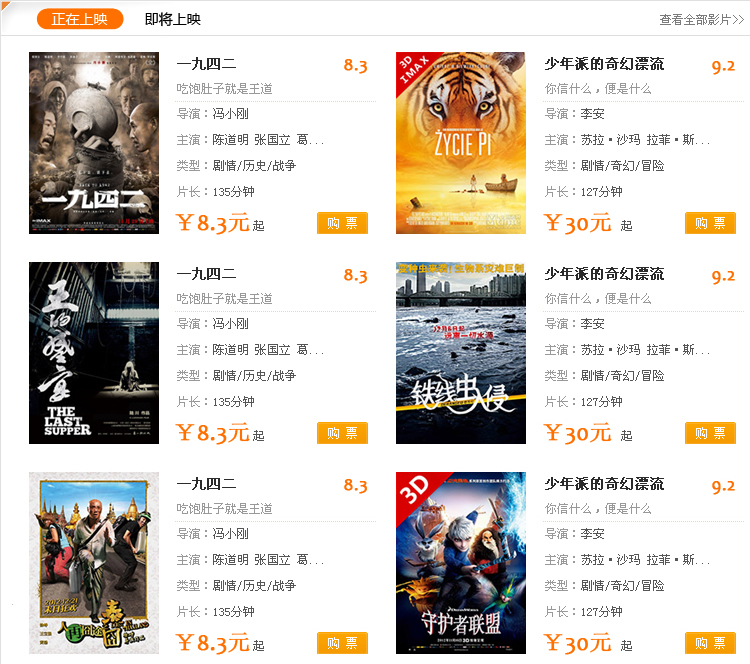 正在上映
即将上映
查看全部影片>>
一九四二
一九四二 8.3
吃饱肚子就是王道
导演：冯小刚
主演：陈道明 张国立 葛...
类型：剧情/历史/战争
片长：135分钟
￥8.3元起
购 票
3D
IMAX
ŻYCIE PI
少年派的奇幻漂流 9.2
你信什么，便是什么
导演：李安
主演：苏拉·沙玛 拉菲·斯...
类型：剧情/奇幻/冒险
片长：127分钟
￥30元 起
购 票
王的盛宴
THE
LAST
SUPPER
一九四二 8.3
吃饱肚子就是王道
导演：冯小刚
主演：陈道明 张国立 葛...
类型：剧情/历史/战争
片长：135分钟
￥8.3元起
购 票
铁线虫入侵
少年派的奇幻漂流 9.2
你信什么，便是什么
导演：李安
主演：苏拉·沙玛 拉菲·斯...
类型：剧情/奇幻/冒险
片长：127分钟
￥30元 起
购 票
人再囧途之泰囧
一九四二 8.3
吃饱肚子就是王道
导演：冯小刚
主演：陈道明 张国立 葛...
类型：剧情/历史/战争
片长：135分钟
￥8.3元起
购 票
3D
守护者联盟
少年派的奇幻漂流 9.2
你信什么，便是什么
导演：李安
主演：苏拉·沙玛 拉菲·斯...
类型：剧情/奇幻/冒险
片长：127分钟
￥30元 起
购 票